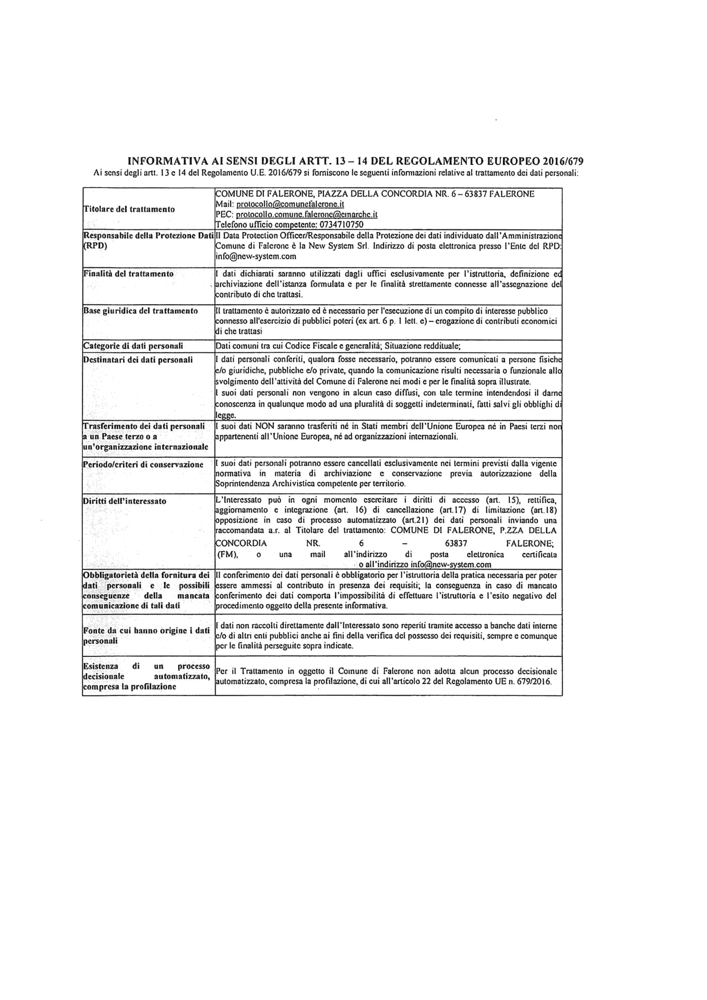 INFORMATIVA AI SENSI DEGLI ARTT. 13 – 14 DEL REGOLAMENTO EUROPEO 2016/679
Ai sensi degli artt. 13 e 14 del Regolamento U.E. 2016/679 si forniscono le seguenti informazioni relative al trattamento dei dati personali:
Titolare del trattamento
COMUNE DI FALERONE, PIAZZA DELLA CONCORDIA NR. 6 – 63837 FALERONE
Mail: protocollo@comunefalerone.it
PEC: protocollo.comune.falerone@emarche.it
Telefono ufficio competente: 0734710750
Responsabile della Protezione Dati
(RPD)
Il Data Protection Officer/Responsabile della Protezione dei dati individuato dall'Amministrazione
Comune di Falerone è la New System Srl. Indirizzo di posta elettronica presso l'Ente del RPD:
info@new-system.com
Finalità del trattamento
I dati dichiarati saranno utilizzati dagli uffici esclusivamente per l'istruttoria, definizione ed
archiviazione dell'istanza formulata e per le finalità strettamente connesse all'assegnazione del
contributo di che trattasi.
Base giuridica del trattamento
Il trattamento è autorizzato ed è necessario per l'esecuzione di un compito di interesse pubblico
connesso all'esercizio di pubblici poteri (ex art. 6 p. 1 lett. e) – erogazione di contributi economici
di che trattasi
Categorie di dati personali
Dati comuni tra cui Codice Fiscale e generalità; Situazione reddituale;
Destinatari dei dati personali
I dati personali conferiti, qualora fosse necessario, potranno essere comunicati a persone fisiche
e/o giuridiche, pubbliche e/o private, quando la comunicazione risulti necessaria o funzionale allo
svolgimento dell'attività del Comune di Falerone nei modi e per le finalità sopra illustrate.
I suoi dati personali non vengono in alcun caso diffusi, con tale termine intendendosi il darne
conoscenza in qualunque modo ad una pluralità di soggetti indeterminati, fatti salvi gli obblighi di
legge.
Trasferimento dei dati personali
a un Paese terzo o a
un'organizzazione internazionale
I suoi dati NON saranno trasferiti né in Stati membri dell'Unione Europea né in Paesi terzi non
appartenenti all'Unione Europea, né ad organizzazioni internazionali.
Periodo/criteri di conservazione
I suoi dati personali potranno essere cancellati esclusivamente nei termini previsti dalla vigente
normativa in materia di archiviazione e conservazione previa autorizzazione della
Soprintendenza Archivistica competente per territorio.
Diritti dell'interessato
L'Interessato può in ogni momento esercitare i diritti di accesso (art. 15), rettifica,
aggiornamento e integrazione (art. 16) di cancellazione (art.17) di limitazione (art.18)
opposizione in caso di processo automatizzato (art.21) dei dati personali inviando una
raccomandata a.r. al Titolare del trattamento: COMUNE DI FALERONE, P.ZZA DELLA
CONCORDIA NR. 6 – 63837 FALERONE;
(FM), o una mail all'indirizzo di posta elettronica certificata
o all'indirizzo info@new-system.com
Obbligatorietà della fornitura dei
dati personali e le possibili
conseguenze della mancata
comunicazione di tali dati
Il conferimento dei dati personali è obbligatorio per l'istruttoria della pratica necessaria per poter
essere ammessi al contributo in presenza dei requisiti; la conseguenza in caso di mancato
conferimento dei dati comporta l'impossibilità di effettuare l'istruttoria e l'esito negativo del
procedimento oggetto della presente informativa.
Fonte da cui hanno origine i dati
personali
I dati non raccolti direttamente dall'Interessato sono reperiti tramite accesso a banche dati interne
e/o di altri enti pubblici anche ai fini della verifica del possesso dei requisiti, sempre e comunque
per le finalità perseguite sopra indicate.
Esistenza di un processo
decisionale automatizzato,
compresa la profilazione
Per il Trattamento in oggetto il Comune di Falerone non adotta alcun processo decisionale
automatizzato, compresa la profilazione, di cui all'articolo 22 del Regolamento UE n. 679/2016.